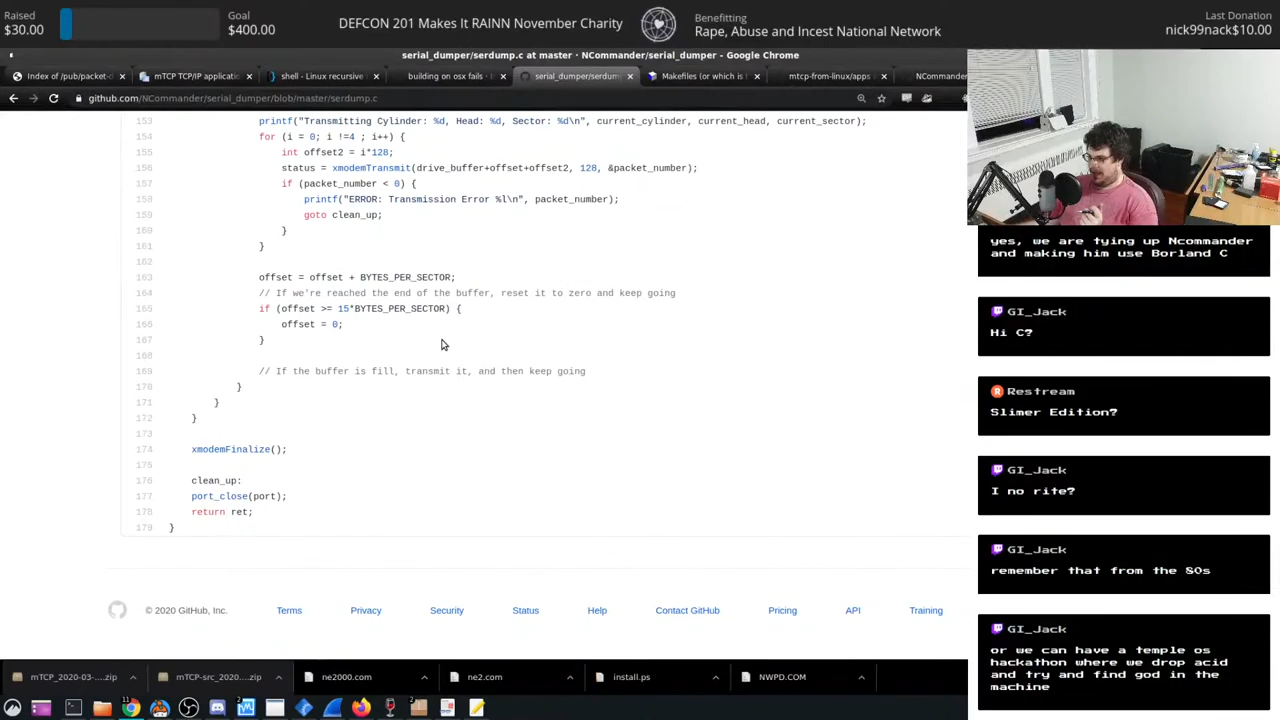 Raised
$30.00
Goal
$400.00
DEFCON 201 Makes It RAINN November Charity
Benefitting
Rape, Abuse and Incest National Network
Last Donation
nick99nack$10.00
serial_dumper/serdump.c at master · NCommander/serial_dumper - Google Chrome
Index of /pub/packet-c
mTCP TCP/IP applicatio
shell - Linux recursive
building on osx fails
serial_dumper/serdum
Makefiles (or which is
mtcp-from-linux/apps
NCommande
github.com/NCommander/serial_dumper/blob/master/serdump.c
153 printf("Transmitting Cylinder: %d, Head: %d, Sector: %d\n", current_cylinder, current_head, current_sector);
154 for (i = 0; i !=4 ; i++) {
155 int offset2 = i*128;
156 status = xmodemTransmit(drive_buffer+offset+offset2, 128, &packet_number);
157 if (packet_number < 0) {
158 printf("ERROR: Transmission Error %l\n", packet_number);
159 goto clean_up;
160 }
161 }
162
163 offset = offset + BYTES_PER_SECTOR;
164 // If we're reached the end of the buffer, reset it to zero and keep going
165 if (offset >= 15*BYTES_PER_SECTOR) {
166 offset = 0;
167 }
168
169 // If the buffer is fill, transmit it, and then keep going
170 }
171 }
172 }
173
174 xmodemFinalize();
175
176 clean_up:
177 port_close(port);
178 return ret;
179 }
© 2020 GitHub, Inc.
Terms
Privacy
Security
Status
Help
Contact GitHub
Pricing
API
Training
mTCP_2020-03-....zip
mTCP-src_2020....zip
ne2000.com
ne2.com
install.ps
NWPD.COM
11
2
2
yes, we are tying up Ncommander
and making him use Borland C
GI_Jack
Hi C?
Restream
Slimer Edition?
GI_Jack
I no rite?
GI_Jack
remember that from the 80s
GI_Jack
or we can have a temple os
hackathon where we drop acid
and try and find god in the
machine